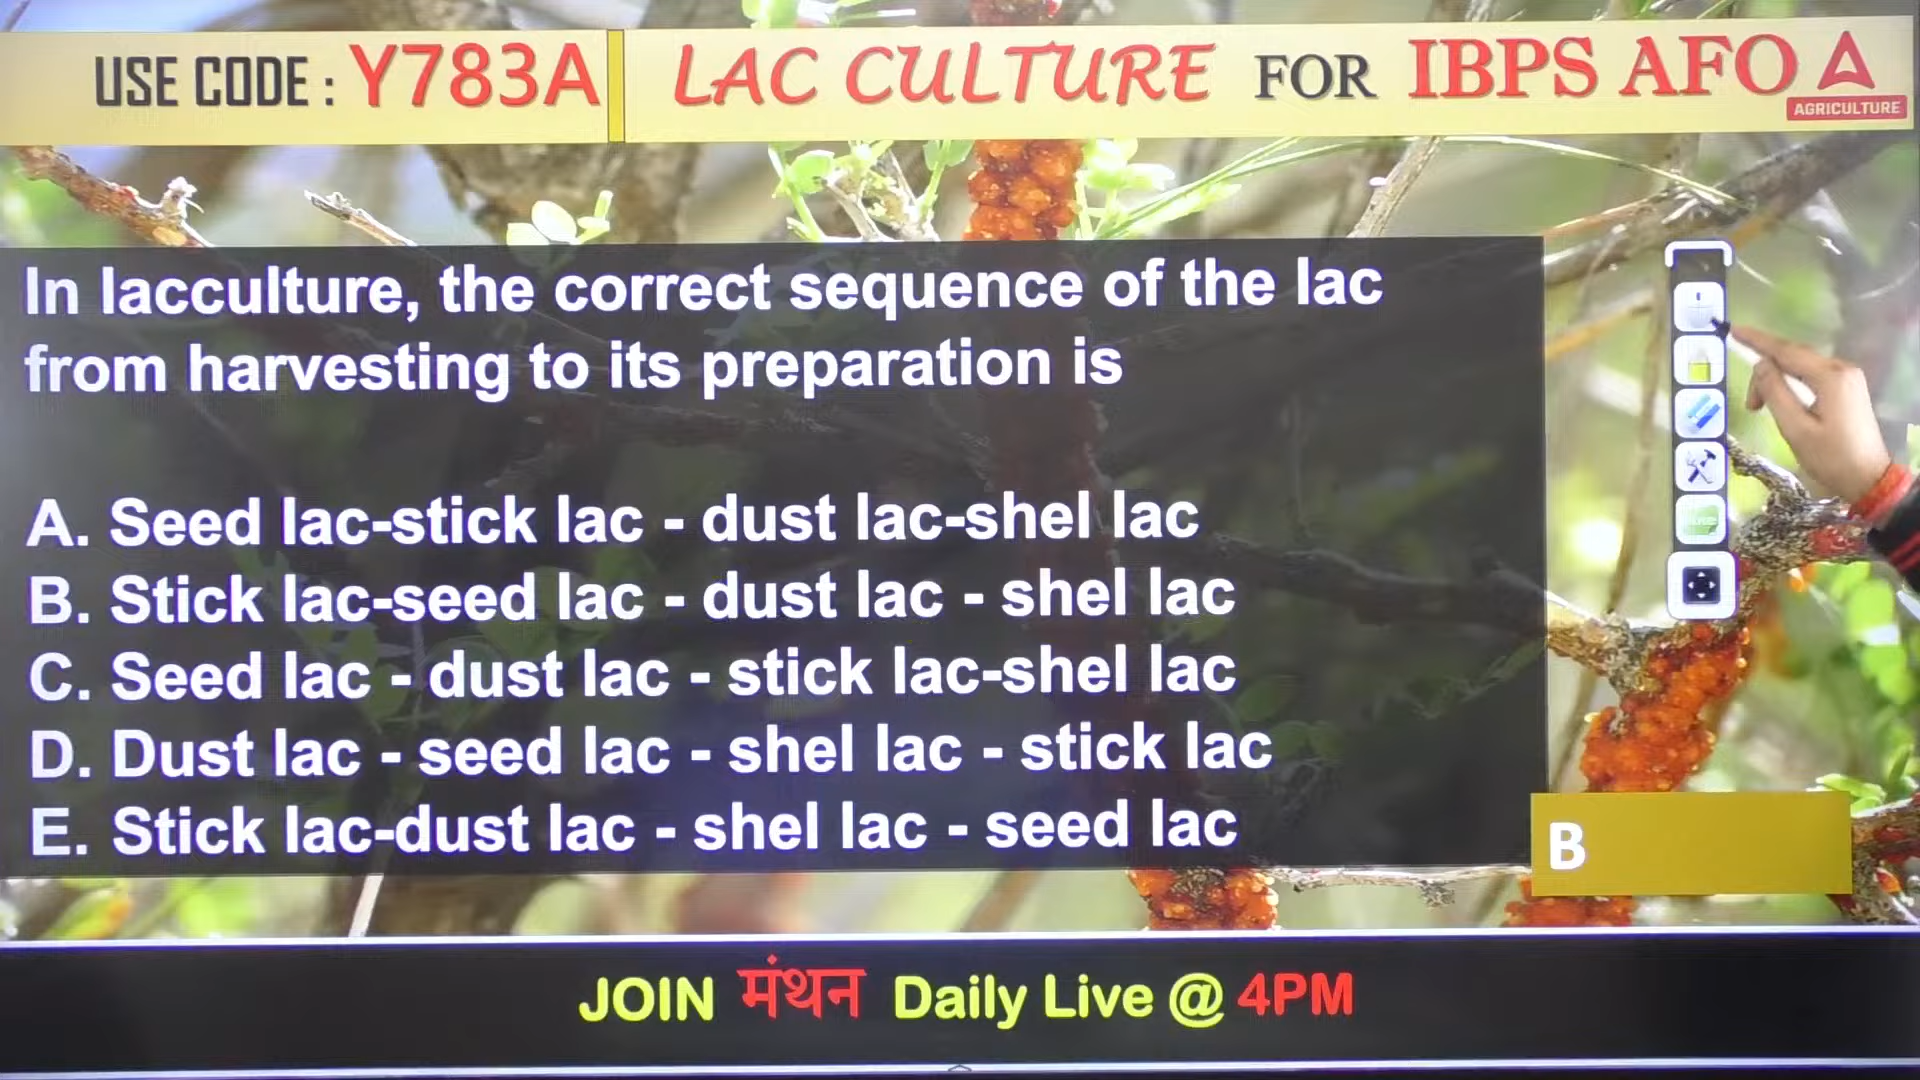 USE CODE : Y783A LAC CULTURE FOR IBPS AFO
AGRICULTURE
In lacculture, the correct sequence of the lac
from harvesting to its preparation is
A. Seed lac-stick lac - dust lac-shel lac
B. Stick lac-seed lac - dust lac - shel lac
C. Seed lac - dust lac - stick lac-shel lac
D. Dust lac - seed lac - shel lac - stick lac
E. Stick lac-dust lac - shel lac - seed lac
B
JOIN मंथन Daily Live @ 4PM